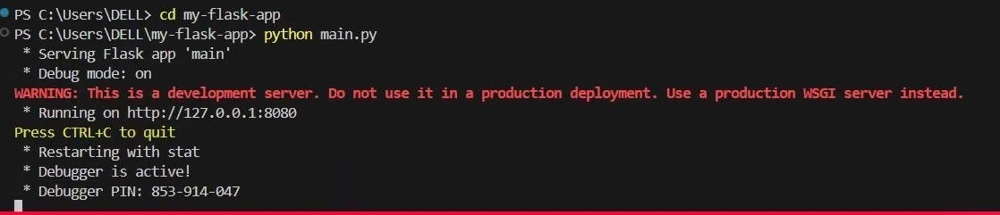 PS C:\Users\DELL> cd my-flask-app
PS C:\Users\DELL\my-flask-app> python main.py
 * Serving Flask app 'main'
 * Debug mode: on
WARNING: This is a development server. Do not use it in a production deployment. Use a production WSGI server instead.
 * Running on http://127.0.0.1:8080
Press CTRL+C to quit
 * Restarting with stat
 * Debugger is active!
 * Debugger PIN: 853-914-047